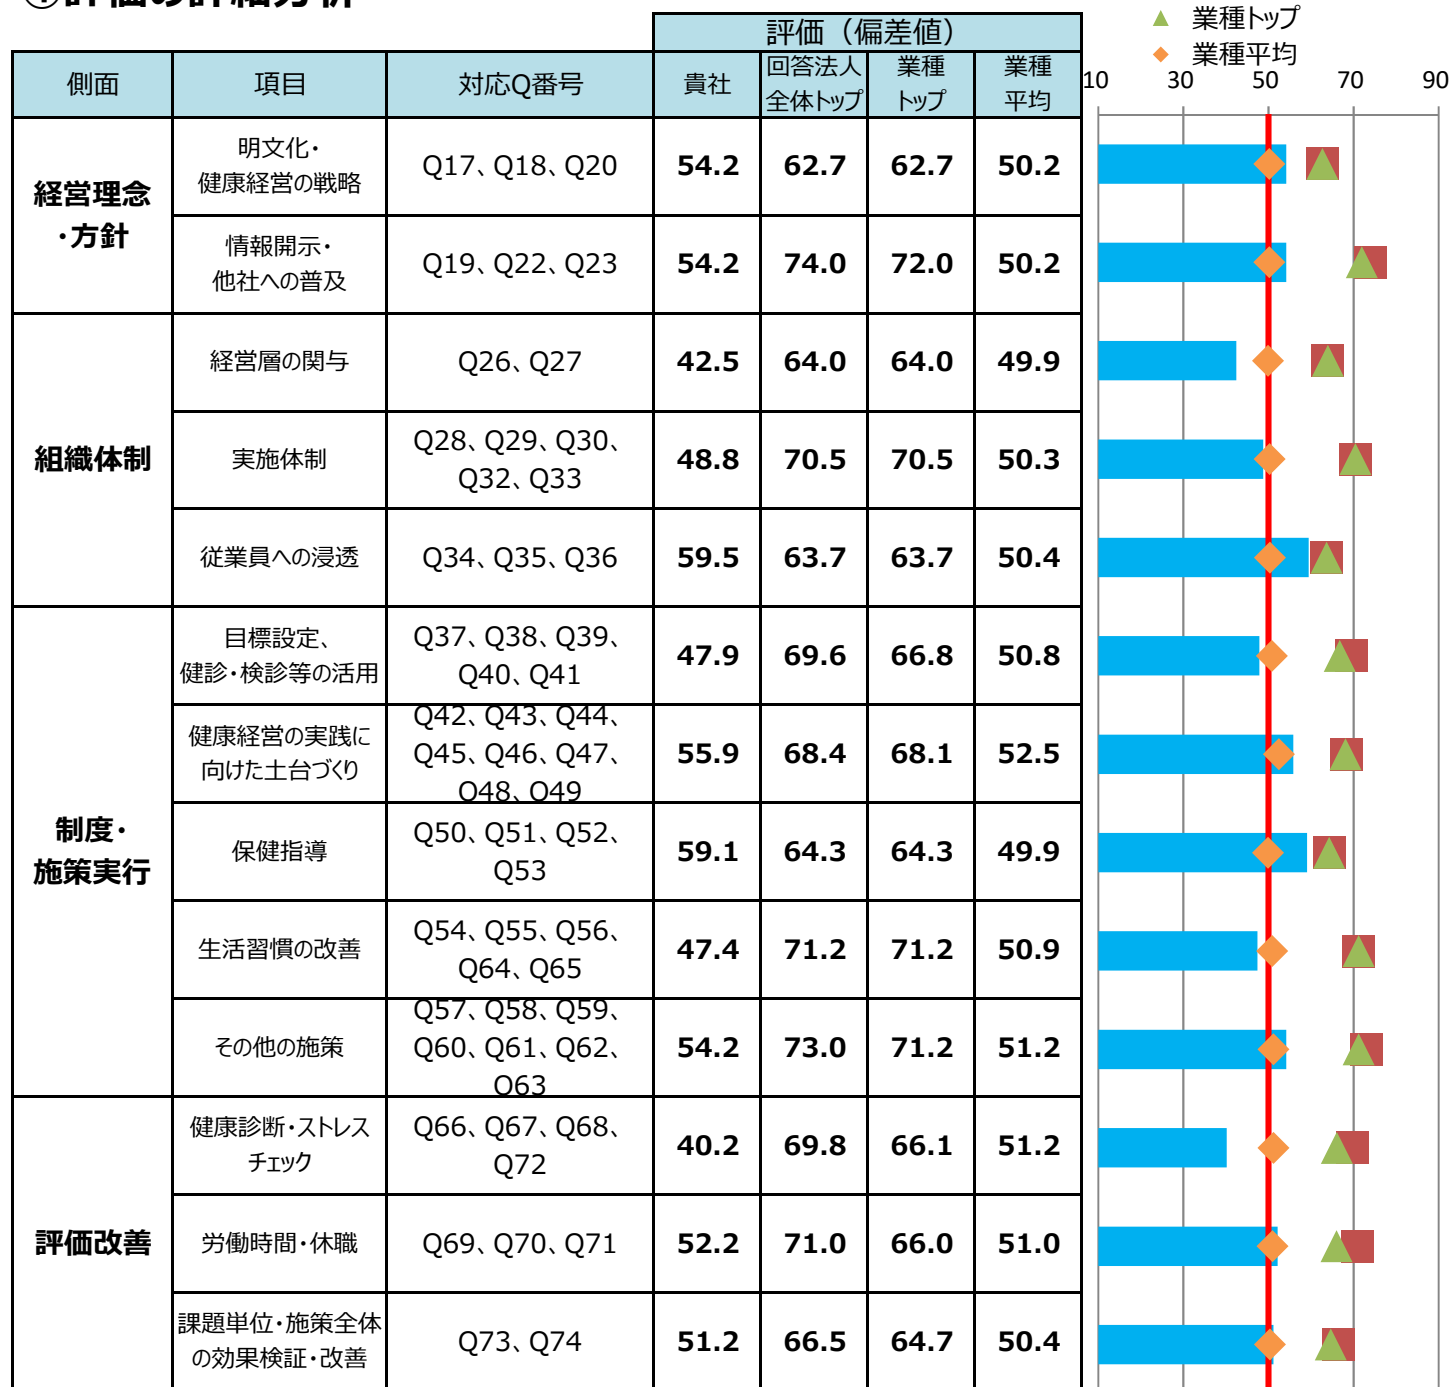 ①評価の詳細分析
▲ 業種トップ
◆ 業種平均
評価（偏差値）
側面 項目 対応Q番号 貴社 回答法人 業種 業種
全体トップ トップ 平均
10 30 50 70 90
経営理念
・方針
明文化・
健康経営の戦略
Q17、Q18、Q20
54.2 62.7 62.7 50.2
情報開示・
他社への普及
Q19、Q22、Q23
54.2 74.0 72.0 50.2
組織体制
経営層の関与
Q26、Q27
42.5 64.0 64.0 49.9
実施体制
Q28、Q29、Q30、
Q32、Q33
48.8 70.5 70.5 50.3
従業員への浸透
Q34、Q35、Q36
59.5 63.7 63.7 50.4
制度・
施策実行
目標設定、
健診・検診等の活用
Q37、Q38、Q39、
Q40、Q41
47.9 69.6 66.8 50.8
健康経営の実践に
向けた土台づくり
Q42、Q43、Q44、
Q45、Q46、Q47、
Q48、Q49
55.9 68.4 68.1 52.5
保健指導
Q50、Q51、Q52、
Q53
59.1 64.3 64.3 49.9
生活習慣の改善
Q54、Q55、Q56、
Q64、Q65
47.4 71.2 71.2 50.9
その他の施策
Q57、Q58、Q59、
Q60、Q61、Q62、
Q63
54.2 73.0 71.2 51.2
評価改善
健康診断・ストレス
チェック
Q66、Q67、Q68、
Q72
40.2 69.8 66.1 51.2
労働時間・休職
Q69、Q70、Q71
52.2 71.0 66.0 51.0
課題単位・施策全体
の効果検証・改善
Q73、Q74
51.2 66.5 64.7 50.4